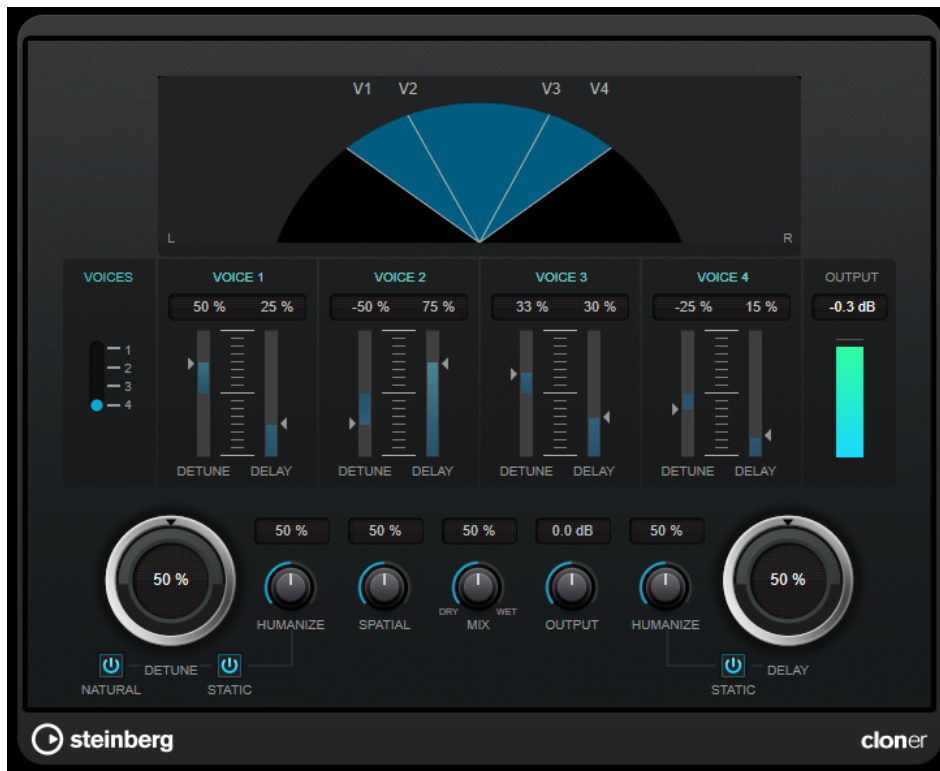 V1 V2 V3 V4
L R
VOICES VOICE 1 VOICE 2 VOICE 3 VOICE 4 OUTPUT
50 % 25 % -50 % 75 % 33 % 30 % -25 % 15 % -0.3 dB
1
2
3
4
DETUNE DELAY DETUNE DELAY DETUNE DELAY DETUNE DELAY
50 % 50 % 50 % 0.0 dB 50 %
50 % 50 %
DRY WET
HUMANIZE SPATIAL MIX OUTPUT HUMANIZE
DETUNE DELAY
NATURAL STATIC STATIC
steinberg cloner